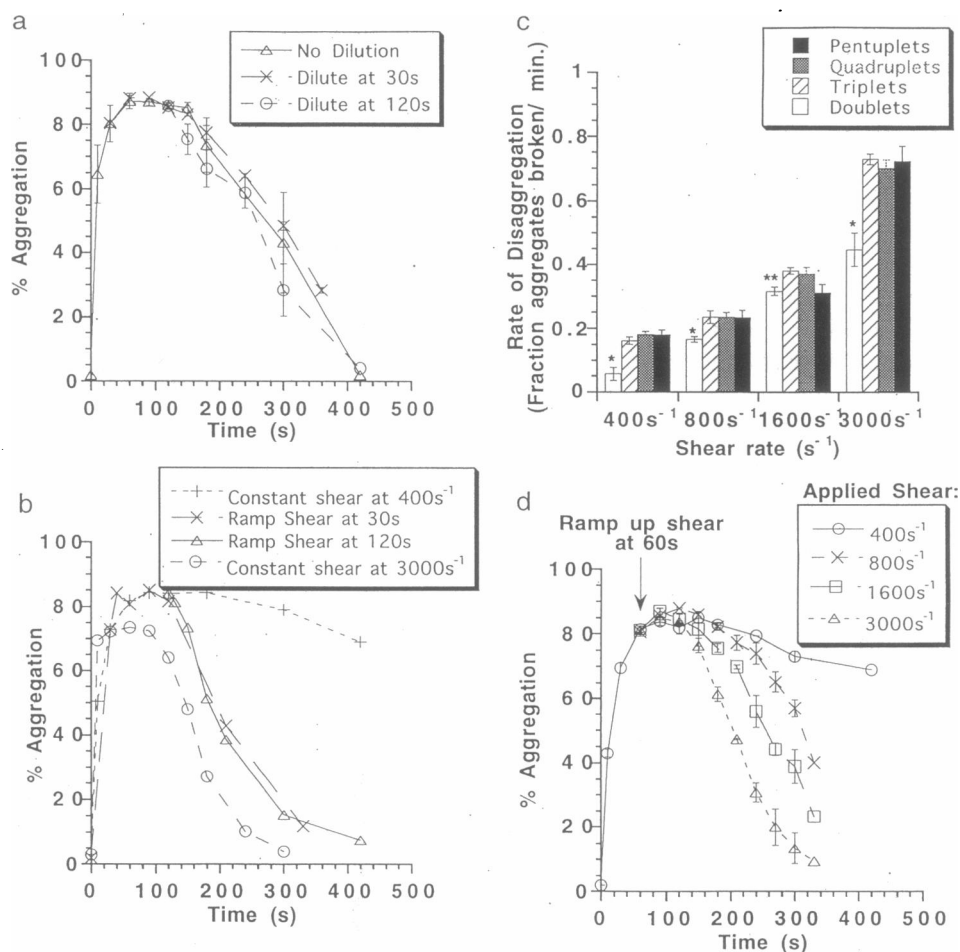 a
No Dilution
Dilute at 30s
Dilute at 120s
100
80
60
40
20
0
% Aggregation
0 100 200 300 400 500
Time (s)
b
Constant shear at 400s⁻¹
Ramp Shear at 30s
Ramp Shear at 120s
Constant shear at 3000s⁻¹
100
80
60
40
20
0
% Aggregation
0 100 200 300 400 500
Time (s)
c
Pentuplets
Quadruplets
Triplets
Doublets
Rate of Disaggregation
(Fraction aggregates broken/ min.)
1
0.8
0.6
0.4
0.2
0
*
*
**
*
400s⁻¹ 800s⁻¹ 1600s⁻¹ 3000s⁻¹
Shear rate (s⁻¹)
d
Applied Shear:
400s⁻¹
800s⁻¹
1600s⁻¹
3000s⁻¹
Ramp up shear
at 60s
100
80
60
40
20
0
% Aggregation
0 100 200 300 400 500
Time (s)